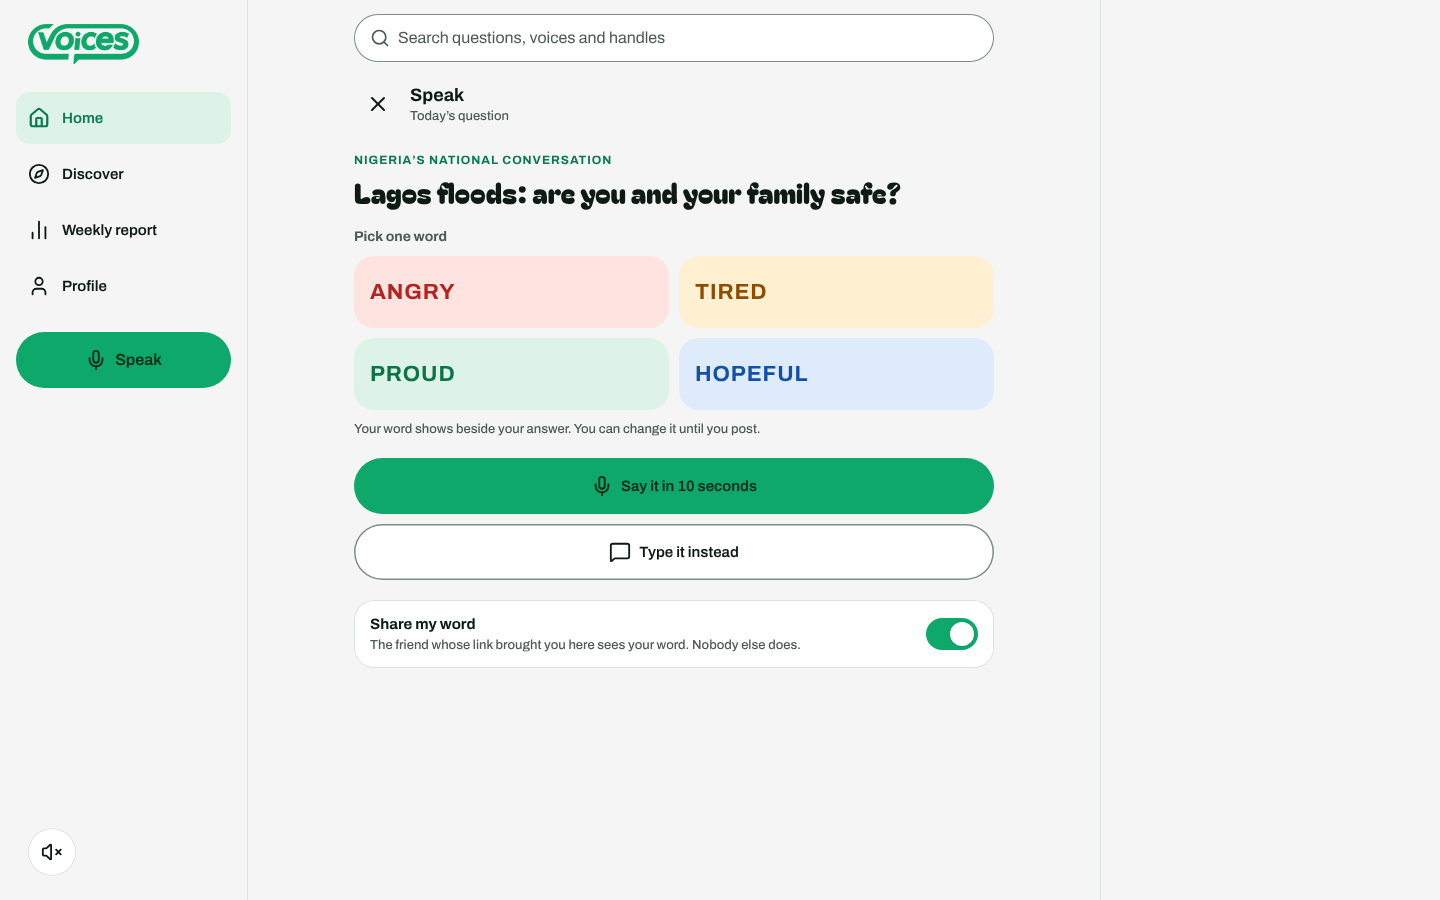 Voices
Search questions, voices and handles
Home
Discover
Weekly report
Profile
Speak
Speak
Today's question
NIGERIA'S NATIONAL CONVERSATION
Lagos floods: are you and your family safe?
Pick one word
ANGRY
TIRED
PROUD
HOPEFUL
Your word shows beside your answer. You can change it until you post.
Say it in 10 seconds
Type it instead
Share my word
The friend whose link brought you here sees your word. Nobody else does.